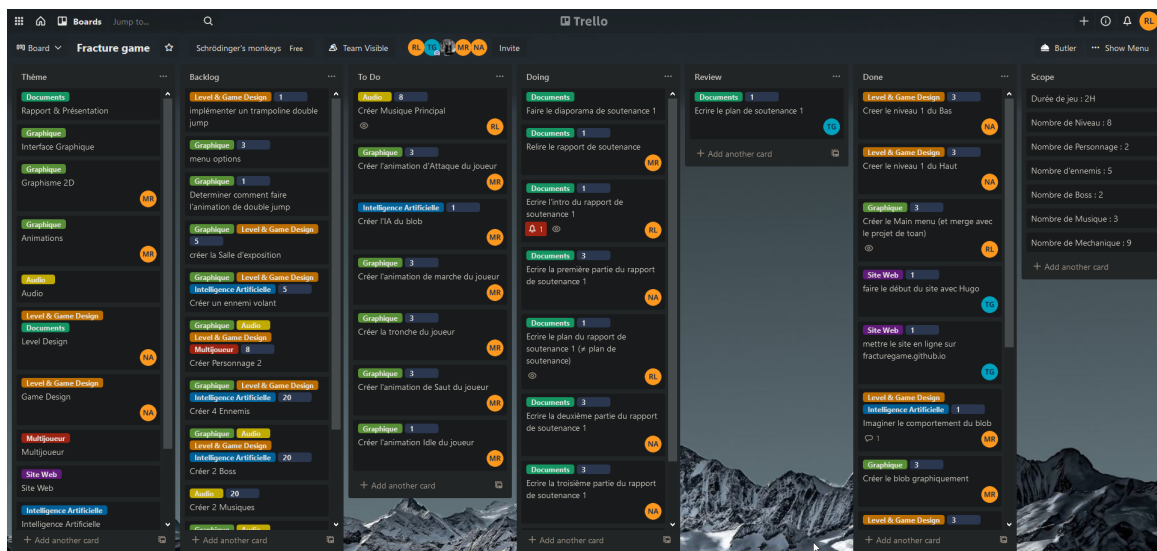 Boards
Jump to...
Trello
RL
Board
Fracture game
Schrödinger's monkeys
Free
Team Visible
RL
TG
MR
NA
Invite
Butler
Show Menu
Thème
Documents
Rapport & Présentation
Graphique
Interface Graphique
Graphique
Graphisme 2D
MR
Graphique
Animations
MR
Audio
Audio
Level & Game Design
Documents
Level Design
NA
Level & Game Design
Game Design
NA
Multijoueur
Multijoueur
Site Web
Site Web
Intelligence Artificielle
Intelligence Artificielle
+ Add another card
Backlog
Level & Game Design 1
implémenter un trampoline double
jump
Graphique 3
menu options
Graphique 1
Determiner comment faire
l'animation de double jump
Graphique Level & Game Design
5
créer la Salle d'exposition
Graphique Level & Game Design
Intelligence Artificielle 5
Créer un ennemi volant
Graphique Audio
Level & Game Design
Multijoueur 8
Créer Personnage 2
Graphique Level & Game Design
Intelligence Artificielle 20
Créer 4 Ennemis
Graphique Audio
Level & Game Design
Intelligence Artificielle 20
Créer 2 Boss
Audio 20
Créer 2 Musiques
Graphique Level & Game Design
+ Add another card
To Do
Audio 8
Créer Musique Principal
RL
Graphique 3
Créer l'animation d'Attaque du joueur
MR
Intelligence Artificielle 1
Créer l'IA du blob
MR
Graphique 3
Créer l'animation de marche du joueur
MR
Graphique 3
Créer la tronche du joueur
MR
Graphique 3
Créer l'animation de Saut du joueur
MR
Graphique 1
Créer l'animation Idle du joueur
MR
+ Add another card
Doing
Documents
Faire le diaporama de soutenance 1
Documents 1
Relire le rapport de soutenance
MR
Documents 1
Ecrire l'intro du rapport de
soutenance 1
1
RL
Documents 3
Ecrire la première partie du rapport
de soutenance 1
NA
Documents 1
Ecrire le plan du rapport de
soutenance 1 (≠ plan de
soutenance)
RL
Documents 3
Ecrire la deuxième partie du rapport
de soutenance 1
NA
Documents 3
Ecrire la troisième partie du rapport
de soutenance 1
NA
+ Add another card
Review
Documents 1
Ecrire le plan de soutenance 1
TG
+ Add another card
Done
Level & Game Design 3
Creer le niveau 1 du Bas
NA
Level & Game Design 3
Creer le niveau 1 du Haut
NA
Graphique 3
Créer le Main menu (et merge avec
le projet de toan)
RL
Site Web 1
faire le début du site avec Hugo
TG
Site Web 1
mettre le site en ligne sur
fracturegame.github.io
TG
Level & Game Design
Intelligence Artificielle 1
Imaginer le comportement du blob
1
MR
Graphique 3
Créer le blob graphiquement
MR
Level & Game Design 3
+ Add another card
Scope
Durée de jeu : 2H
Nombre de Niveau : 8
Nombre de Personnage : 2
Nombre d'ennemis : 5
Nombre de Boss : 2
Nombre de Musique : 3
Nombre de Mechanique : 9
+ Add another card